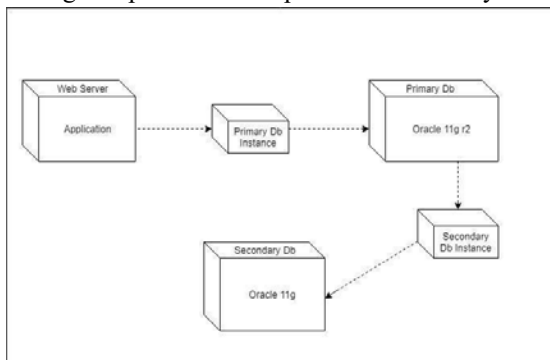 Web Server
Application
Primary Db
Instance
Primary Db
Oracle 11g r2
Secondary
Db Instance
Secondary Db
Oracle 11g